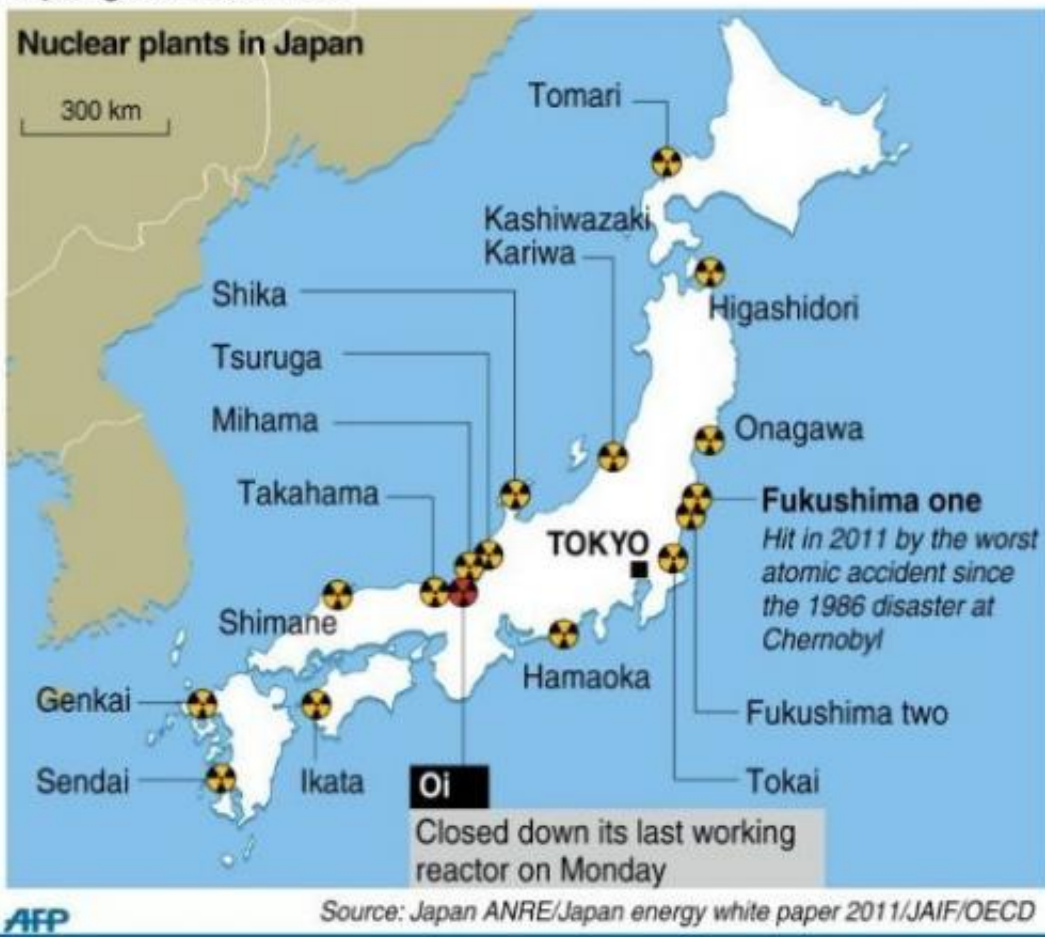 Nuclear plants in Japan
300 km
Tomari
Kashiwazaki
Kariwa
Higashidori
Shika
Tsuruga
Mihama
Onagawa
Takahama
Fukushima one
Hit in 2011 by the worst
atomic accident since
the 1986 disaster at
Chernobyl
TOKYO
Shimane
Hamaoka
Genkai
Fukushima two
Sendai
Ikata
Oi
Tokai
Closed down its last working
reactor on Monday
AFP
Source: Japan ANRE/Japan energy white paper 2011/JAIF/OECD